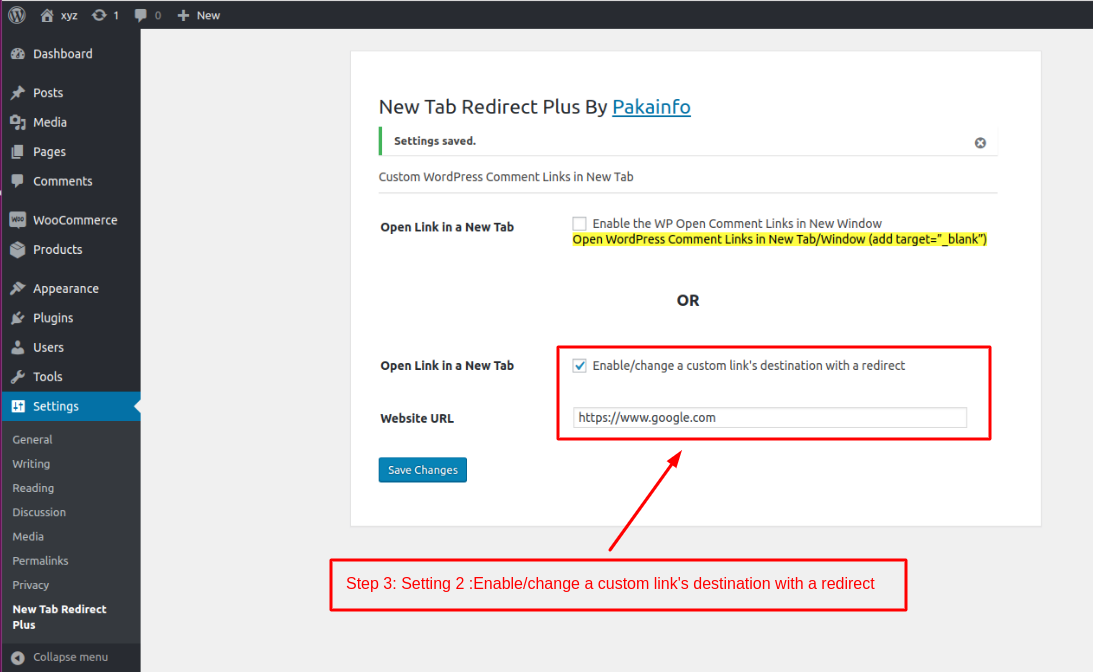 xyz 1 0 New
Dashboard
Posts
Media
Pages
Comments
WOO WooCommerce
Products
Appearance
Plugins
Users
Tools
Settings
General
Writing
Reading
Discussion
Media
Permalinks
Privacy
New Tab Redirect
Plus
Collapse menu
New Tab Redirect Plus By Pakainfo
Settings saved.
Custom WordPress Comment Links in New Tab
Open Link in a New Tab Enable the WP Open Comment Links in New Window
Open WordPress Comment Links in New Tab/Window (add target="_blank")
OR
Open Link in a New Tab Enable/change a custom link's destination with a redirect
Website URL https://www.google.com
Save Changes
Step 3: Setting 2 :Enable/change a custom link's destination with a redirect